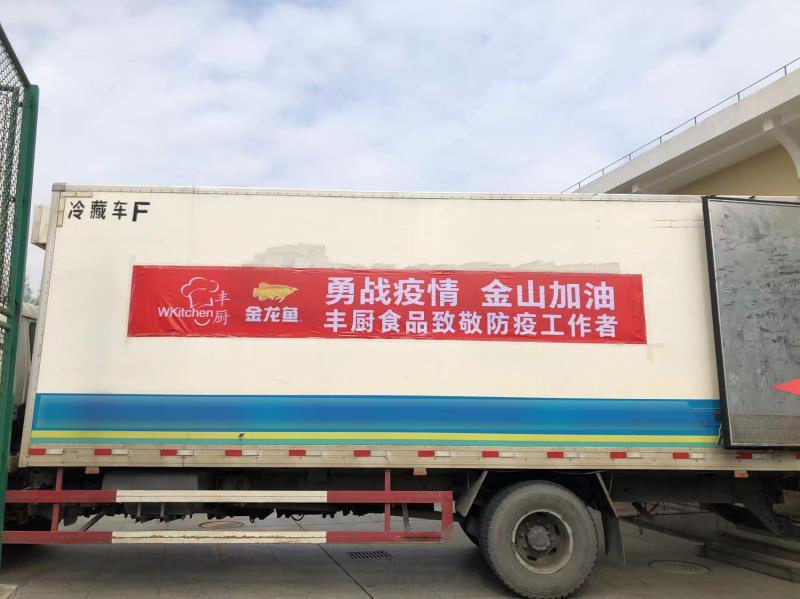 冷藏车F
WKitchen 丰厨
金龙鱼
勇战疫情 金山加油
丰厨食品致敬防疫工作者